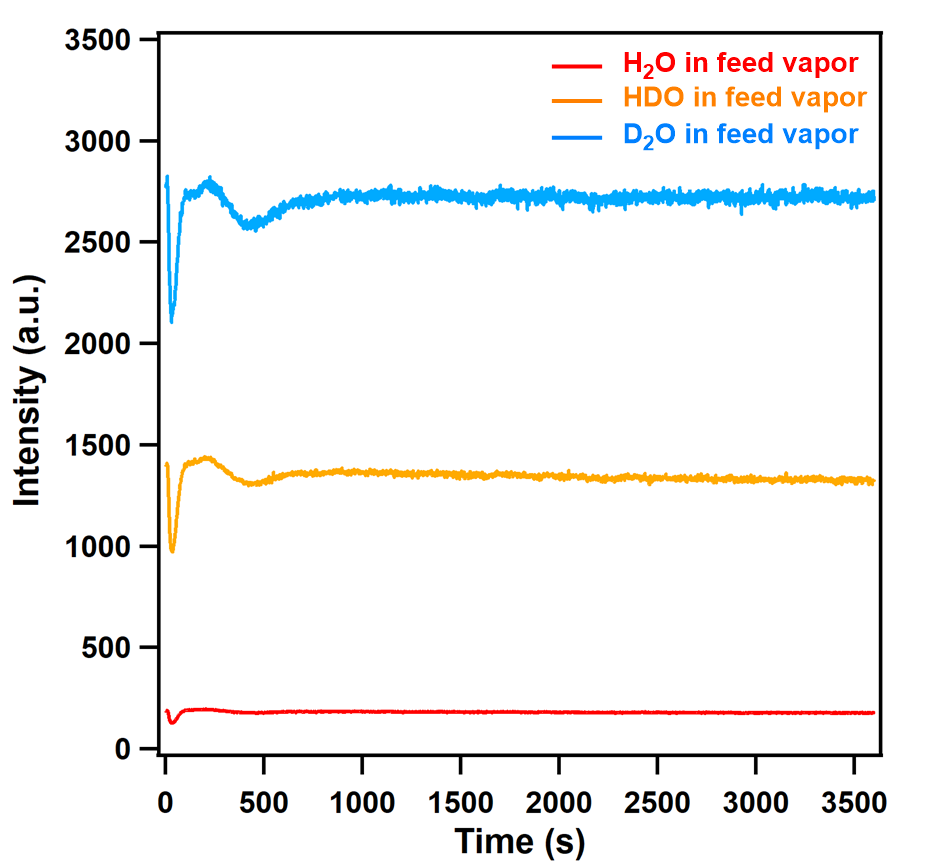 3500
3000
2500
2000
1500
1000
500
0
Intensity (a.u.)
H₂O in feed vapor
HDO in feed vapor
D₂O in feed vapor
0 500 1000 1500 2000 2500 3000 3500
Time (s)